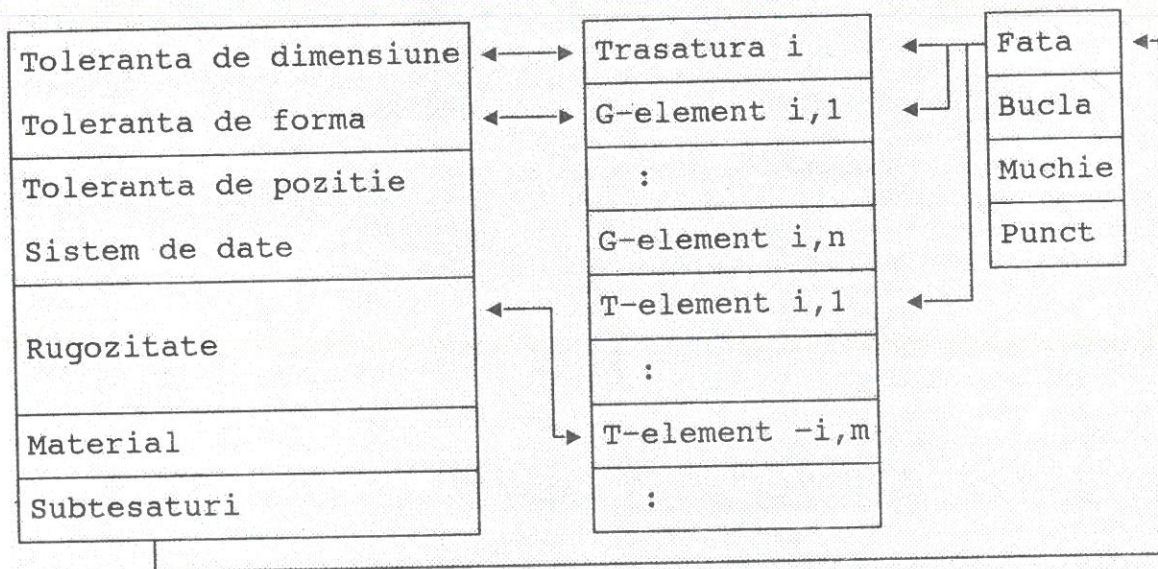 Toleranta de dimensiune
Toleranta de forma
Toleranta de pozitie
Sistem de date
Rugozitate
Material
Subtesaturi
Trasatura i
G-element i,1
:
G-element i,n
T-element i,1
:
T-element -i,m
:
Fata
Bucla
Muchie
Punct